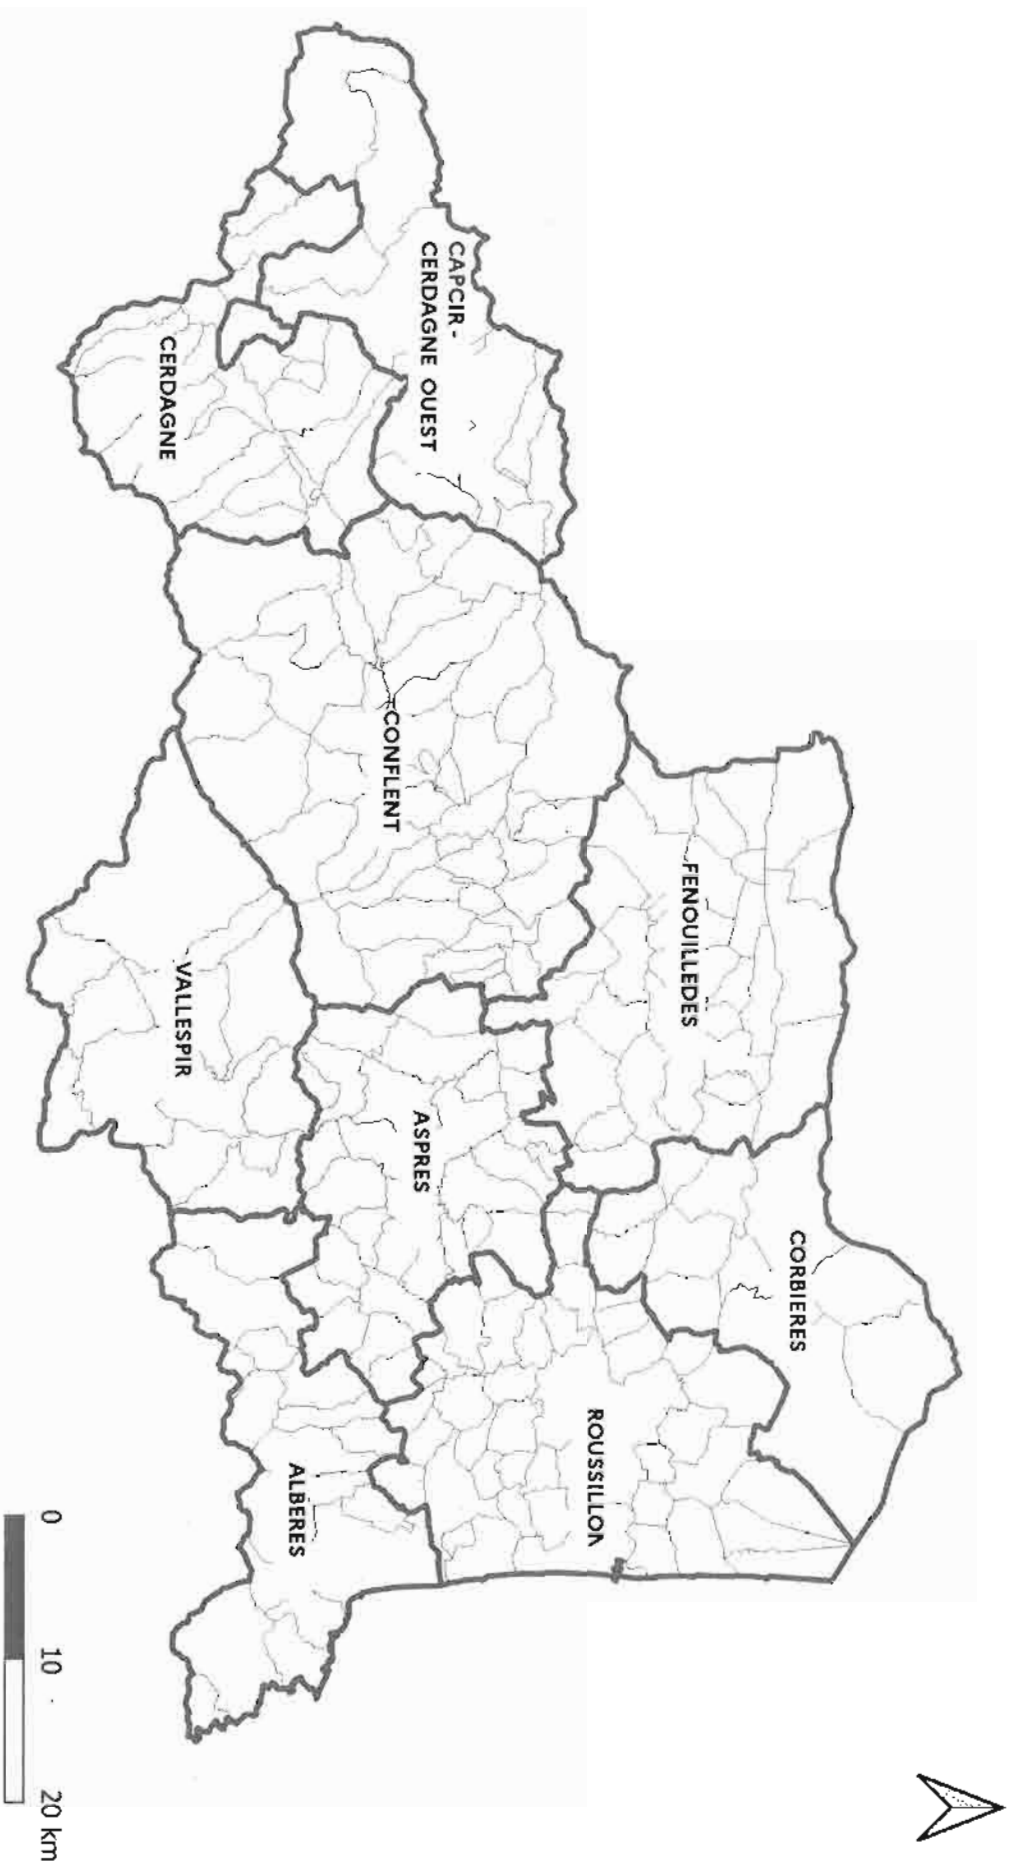 CAPCIR -
CERDAGNE OUEST
CERDAGNE
CONFLENT
FENOUILLEDES
VALLESPIR
ASPRES
CORBIERES
ROUSSILLON
ALBERES
0 10 20 km